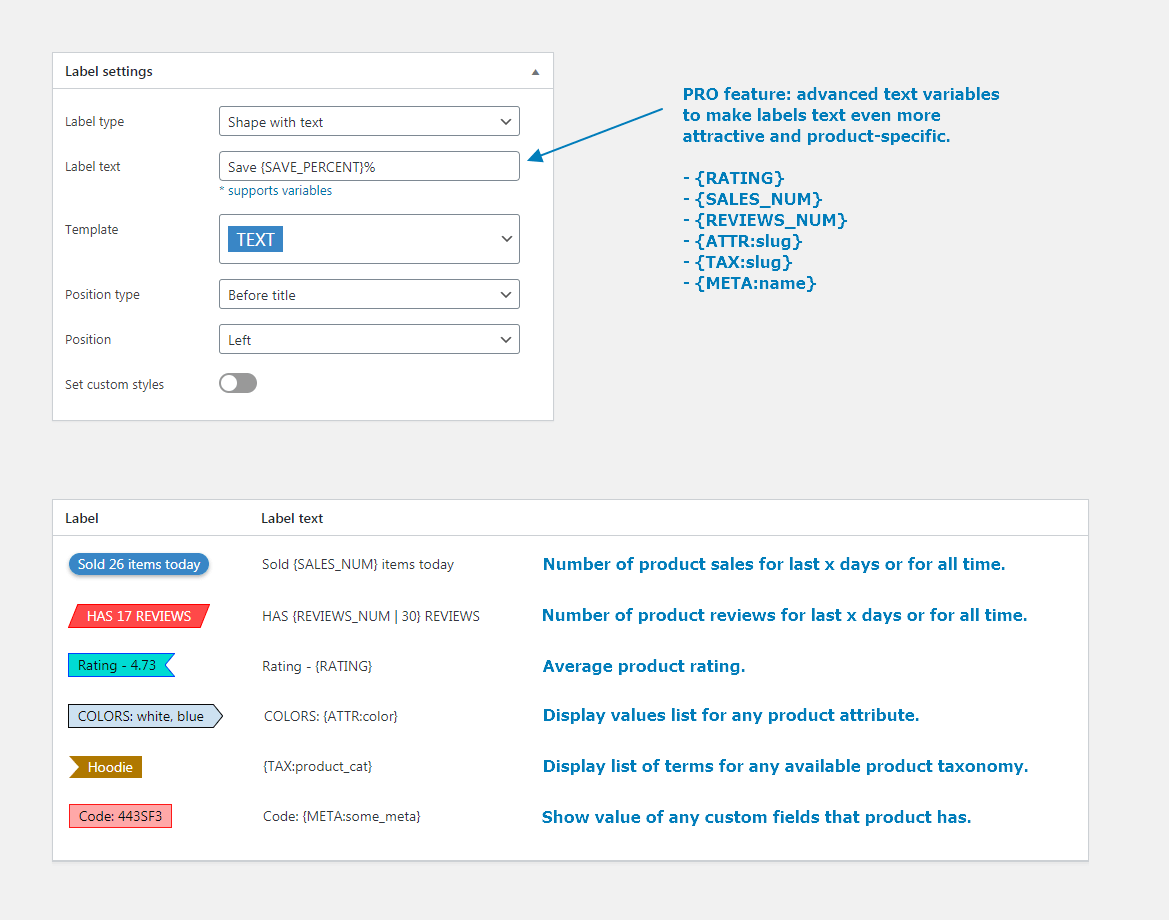 Label settings
Label type
Shape with text
Label text
Save {SAVE_PERCENT}%
* supports variables
Template
TEXT
Position type
Before title
Position
Left
Set custom styles
PRO feature: advanced text variables
to make labels text even more
attractive and product-specific.
- {RATING}
- {SALES_NUM}
- {REVIEWS_NUM}
- {ATTR:slug}
- {TAX:slug}
- {META:name}
Label
Label text
Sold 26 items today
Sold {SALES_NUM} items today
Number of product sales for last x days or for all time.
HAS 17 REVIEWS
HAS {REVIEWS_NUM | 30} REVIEWS
Number of product reviews for last x days or for all time.
Rating - 4.73
Rating - {RATING}
Average product rating.
COLORS: white, blue
COLORS: {ATTR:color}
Display values list for any product attribute.
Hoodie
{TAX:product_cat}
Display list of terms for any available product taxonomy.
Code: 443SF3
Code: {META:some_meta}
Show value of any custom fields that product has.